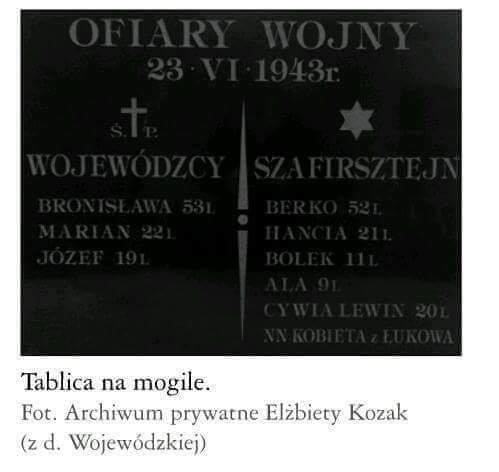 OFIARY WOJNY
23·VI·1943r.
Ś. P.
WOJEWÓDZCY
BRONISŁAWA 53L
MARIAN 22L
JÓZEF 19L
SZAFIRSZTEJN
BERKO 52L
HANCIA 21L
BOLEK 11L
ALA 9L
CYWIA LEWIN 20L
NN KOBIETA z ŁUKOWA
Tablica na mogile.
Fot. Archiwum prywatne Elżbiety Kozak
(z d. Wojewódzkiej)